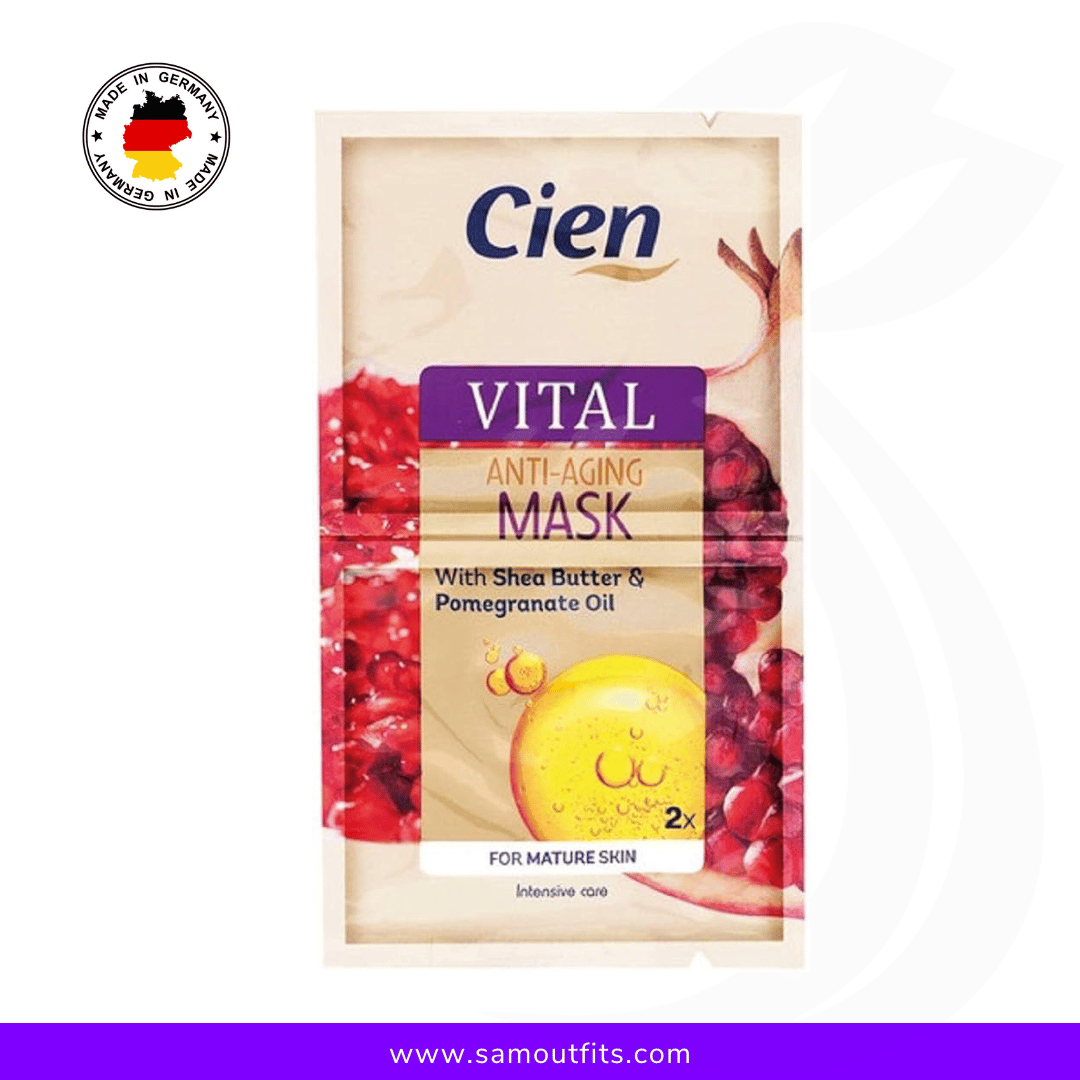 MADE IN GERMANY
MADE IN GERMANY
Cien
VITAL
ANTI-AGING
MASK
With Shea Butter &
Pomegranate Oil
2x
FOR MATURE SKIN
Intensive care
www.samoutfits.com